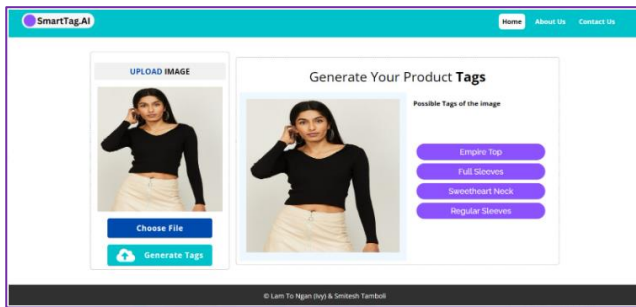 SmartTag.AI
Home About Us Contact Us
UPLOAD IMAGE
Choose File
Generate Tags
Generate Your Product Tags
Possible Tags of the image
Empire Top
Full Sleeves
Sweetheart Neck
Regular Sleeves
© Lam To Ngan (Ivy) & Smitesh Tamboli